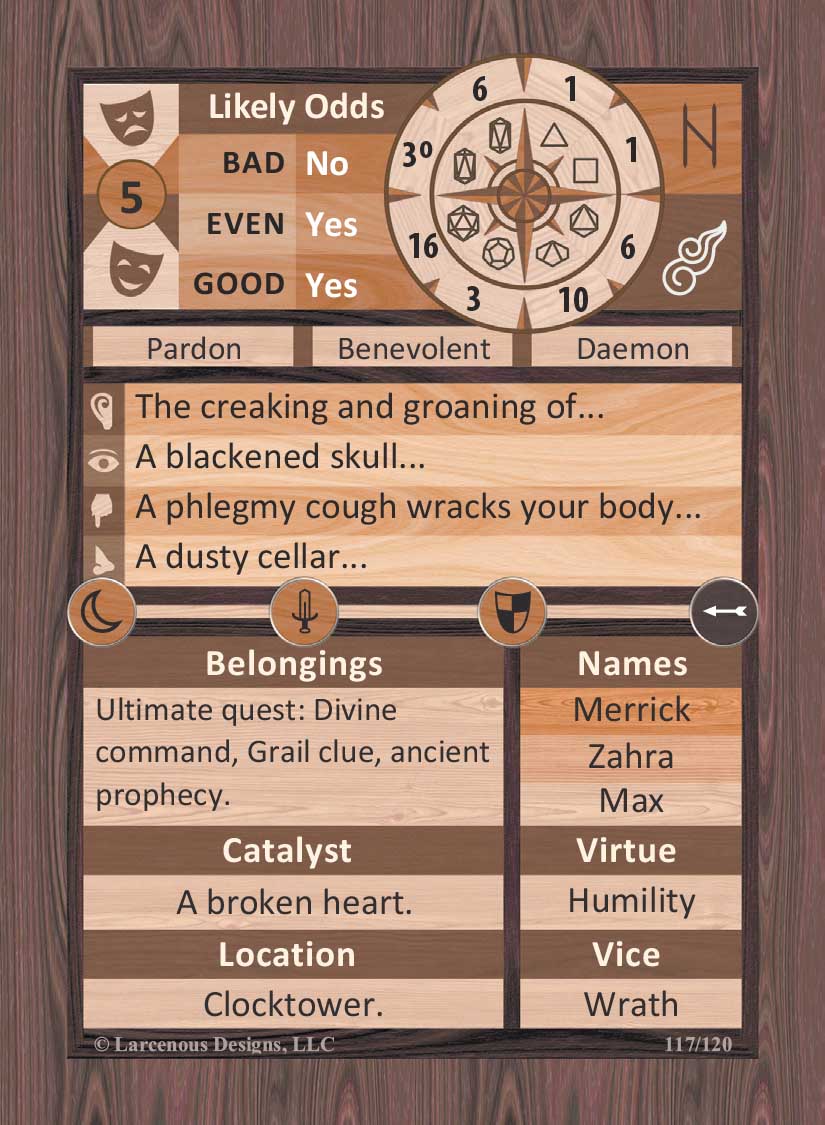 Likely Odds
5
BAD No
EVEN Yes
GOOD Yes
6 1
3º 1
16 6
3 10
ᚺ
Pardon Benevolent Daemon
The creaking and groaning of...
A blackened skull...
A phlegmy cough wracks your body...
A dusty cellar...
Belongings
Ultimate quest: Divine
command, Grail clue, ancient
prophecy.
Names
Merrick
Zahra
Max
Catalyst
A broken heart.
Virtue
Humility
Location
Clocktower.
Vice
Wrath
© Larcenous Designs, LLC
117/120